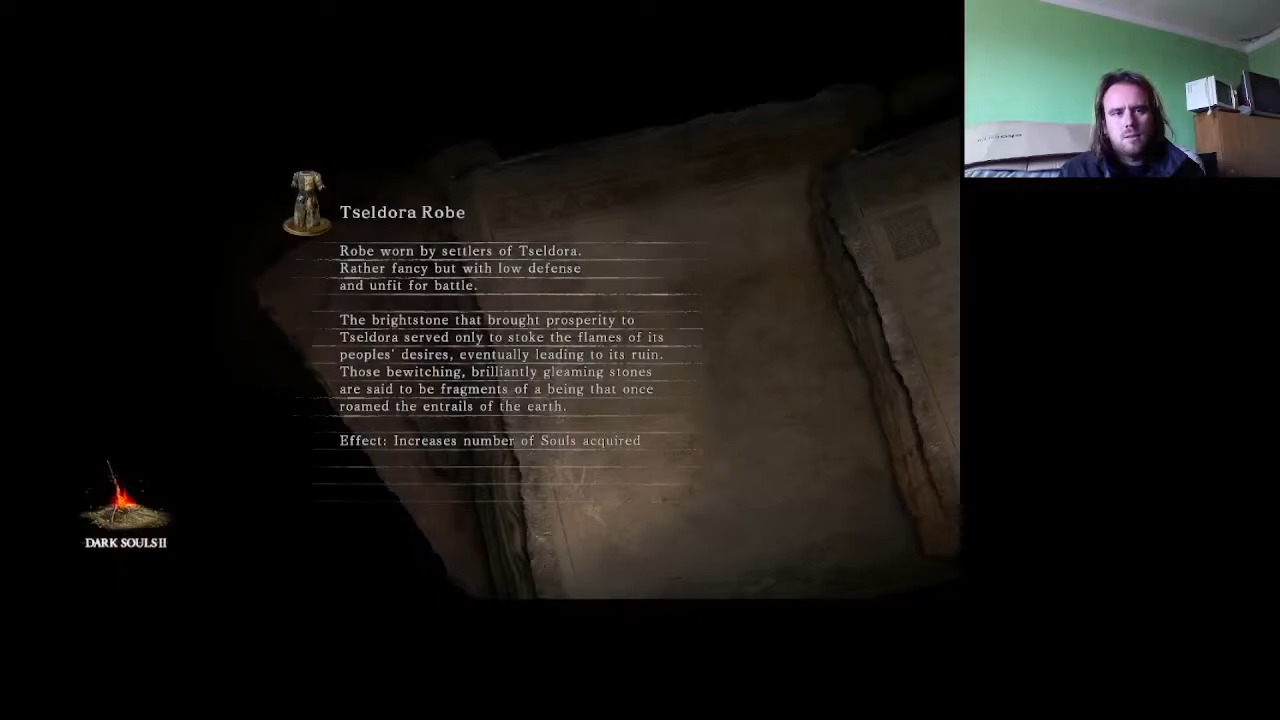 Tseldora Robe
Robe worn by settlers of Tseldora.
Rather fancy but with low defense
and unfit for battle.
The brightstone that brought prosperity to
Tseldora served only to stoke the flames of its
peoples' desires, eventually leading to its ruin.
Those bewitching, brilliantly gleaming stones
are said to be fragments of a being that once
roamed the entrails of the earth.
Effect: Increases number of Souls acquired
DARK SOULS II